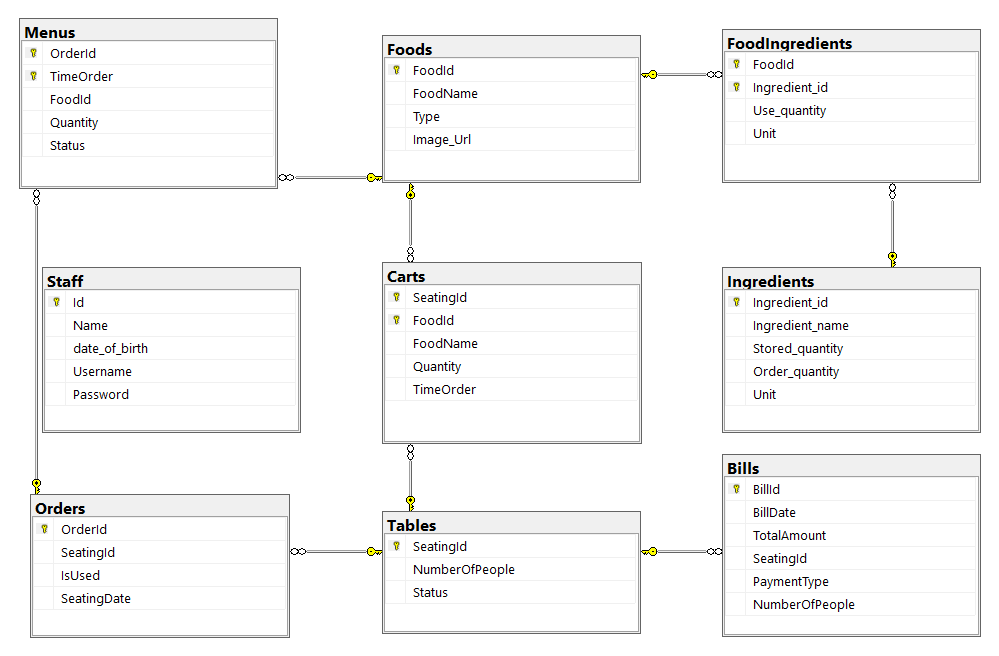 Menus
OrderId
TimeOrder
FoodId
Quantity
Status
Foods
FoodId
FoodName
Type
Image_Url
FoodIngredients
FoodId
Ingredient_id
Use_quantity
Unit
Staff
Id
Name
date_of_birth
Username
Password
Carts
SeatingId
FoodId
FoodName
Quantity
TimeOrder
Ingredients
Ingredient_id
Ingredient_name
Stored_quantity
Order_quantity
Unit
Orders
OrderId
SeatingId
IsUsed
SeatingDate
Tables
SeatingId
NumberOfPeople
Status
Bills
BillId
BillDate
TotalAmount
SeatingId
PaymentType
NumberOfPeople